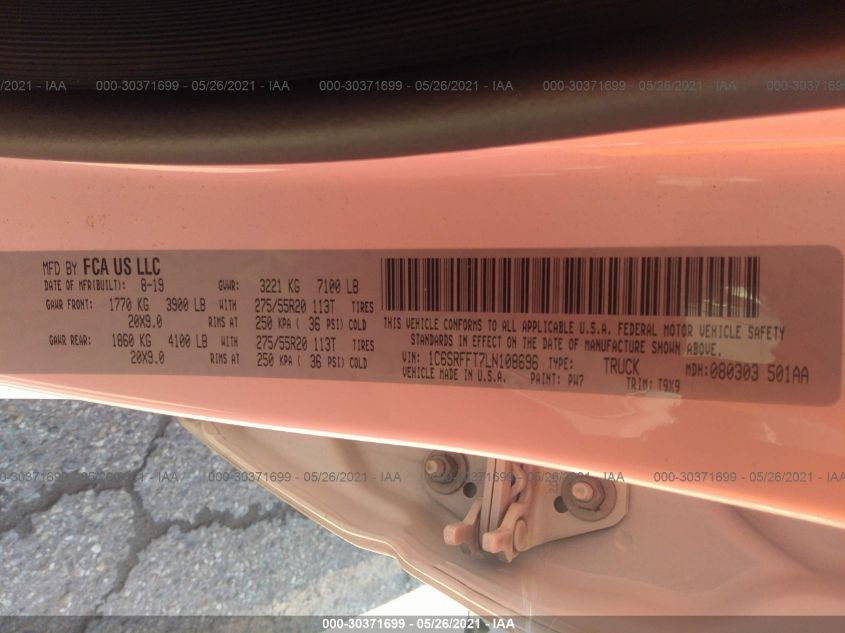 2021 - IAA 000-30371699 - 05/26/2021 - IAA 000-30371699 - 05/26/2021 - IAA 000-30371699 - 05/26/2021 - IAA 000-30371699 -
MFD BY FCA US LLC
DATE OF MFR(BUILT): 8-19 GVWR: 3221 KG 7100 LB
GAWR FRONT: 1770 KG 3900 LB WITH 275/55R20 113T TIRES
20X9.0 RIMS AT 250 KPA ( 36 PSI) COLD
GAWR REAR: 1860 KG 4100 LB WITH 275/55R20 113T TIRES
20X9.0 RIMS AT 250 KPA ( 36 PSI) COLD
THIS VEHICLE CONFORMS TO ALL APPLICABLE U.S.A. FEDERAL MOTOR VEHICLE SAFETY
STANDARDS IN EFFECT ON THE DATE OF MANUFACTURE SHOWN ABOVE.
VIN: 1C6SRFFT7LN108696 TYPE: TRUCK MDH: 080303 501AA
VEHICLE MADE IN U.S.A. PAINT: PW7 TRIM: T9X9
2021 - IAA 000-30371699 - 05/26/2021 - IAA 000-30371699 - 05/26/2021 - IAA 000-30371699 - 05/26/2021 - IAA
000-30371699 - 05/26/2021 - IAA